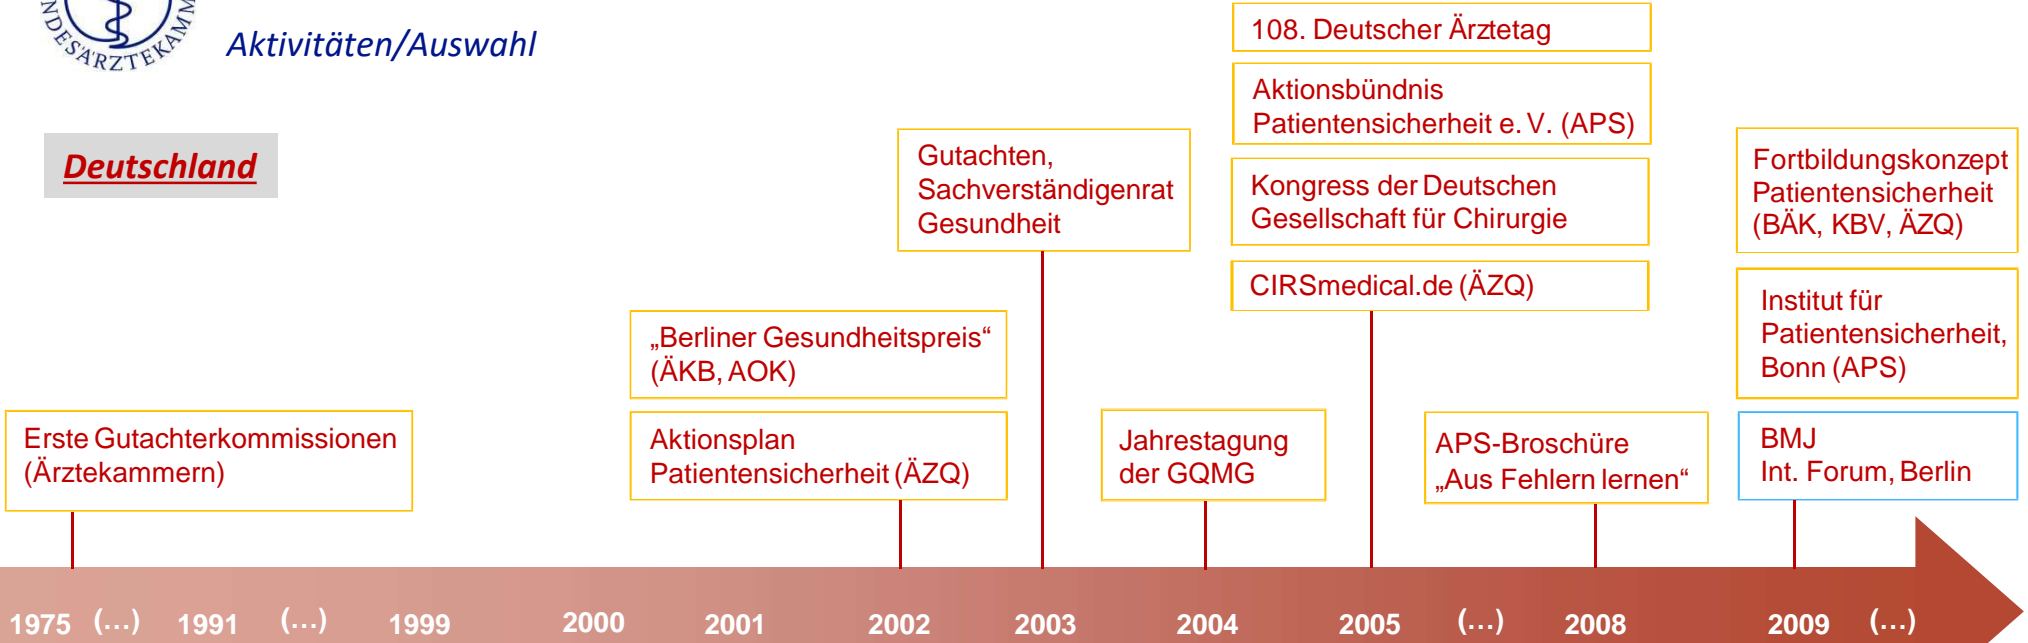 NDESÄRZTEKAMM
Aktivitäten/Auswahl
Deutschland
Erste Gutachterkommissionen
(Ärztekammern)
„Berliner Gesundheitspreis“
(ÄKB, AOK)
Aktionsplan
Patientensicherheit (ÄZQ)
Gutachten,
Sachverständigenrat
Gesundheit
Jahrestagung
der GQMG
108. Deutscher Ärztetag
Aktionsbündnis
Patientensicherheit e. V. (APS)
Kongress der Deutschen
Gesellschaft für Chirurgie
CIRSmedical.de (ÄZQ)
APS-Broschüre
„Aus Fehlern lernen“
Fortbildungskonzept
Patientensicherheit
(BÄK, KBV, ÄZQ)
Institut für
Patientensicherheit,
Bonn (APS)
BMJ
Int. Forum, Berlin
1975 (…) 1991 (…) 1999 2000 2001 2002 2003 2004 2005 (…) 2008 2009 (…)